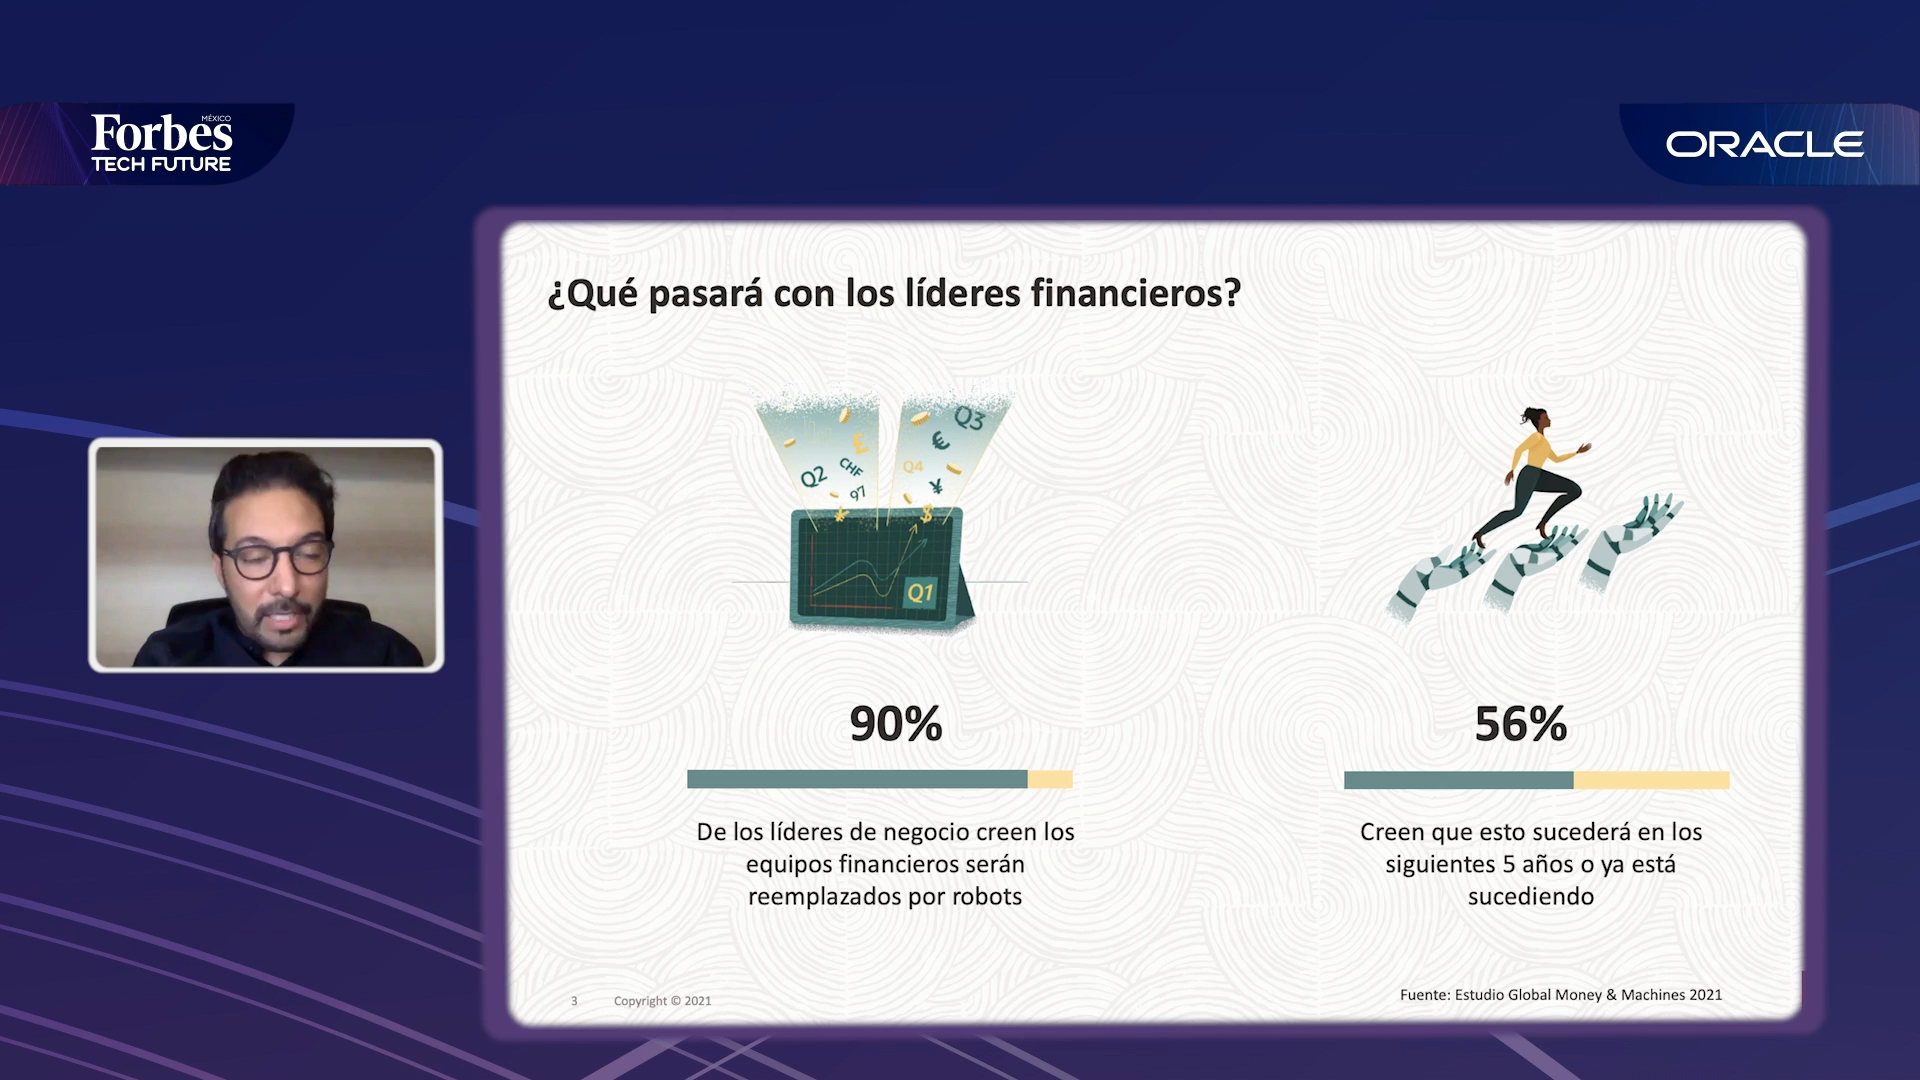 Forbes
MÉXICO
TECH FUTURE
ORACLE
¿Qué pasará con los líderes financieros?
Q3
€
£
Q2
CHF
Q4
97
¥
¥
$
Q1
90%
56%
De los líderes de negocio creen los
equipos financieros serán
reemplazados por robots
Creen que esto sucederá en los
siguientes 5 años o ya está
sucediendo
3
Copyright © 2021
Fuente: Estudio Global Money & Machines 2021